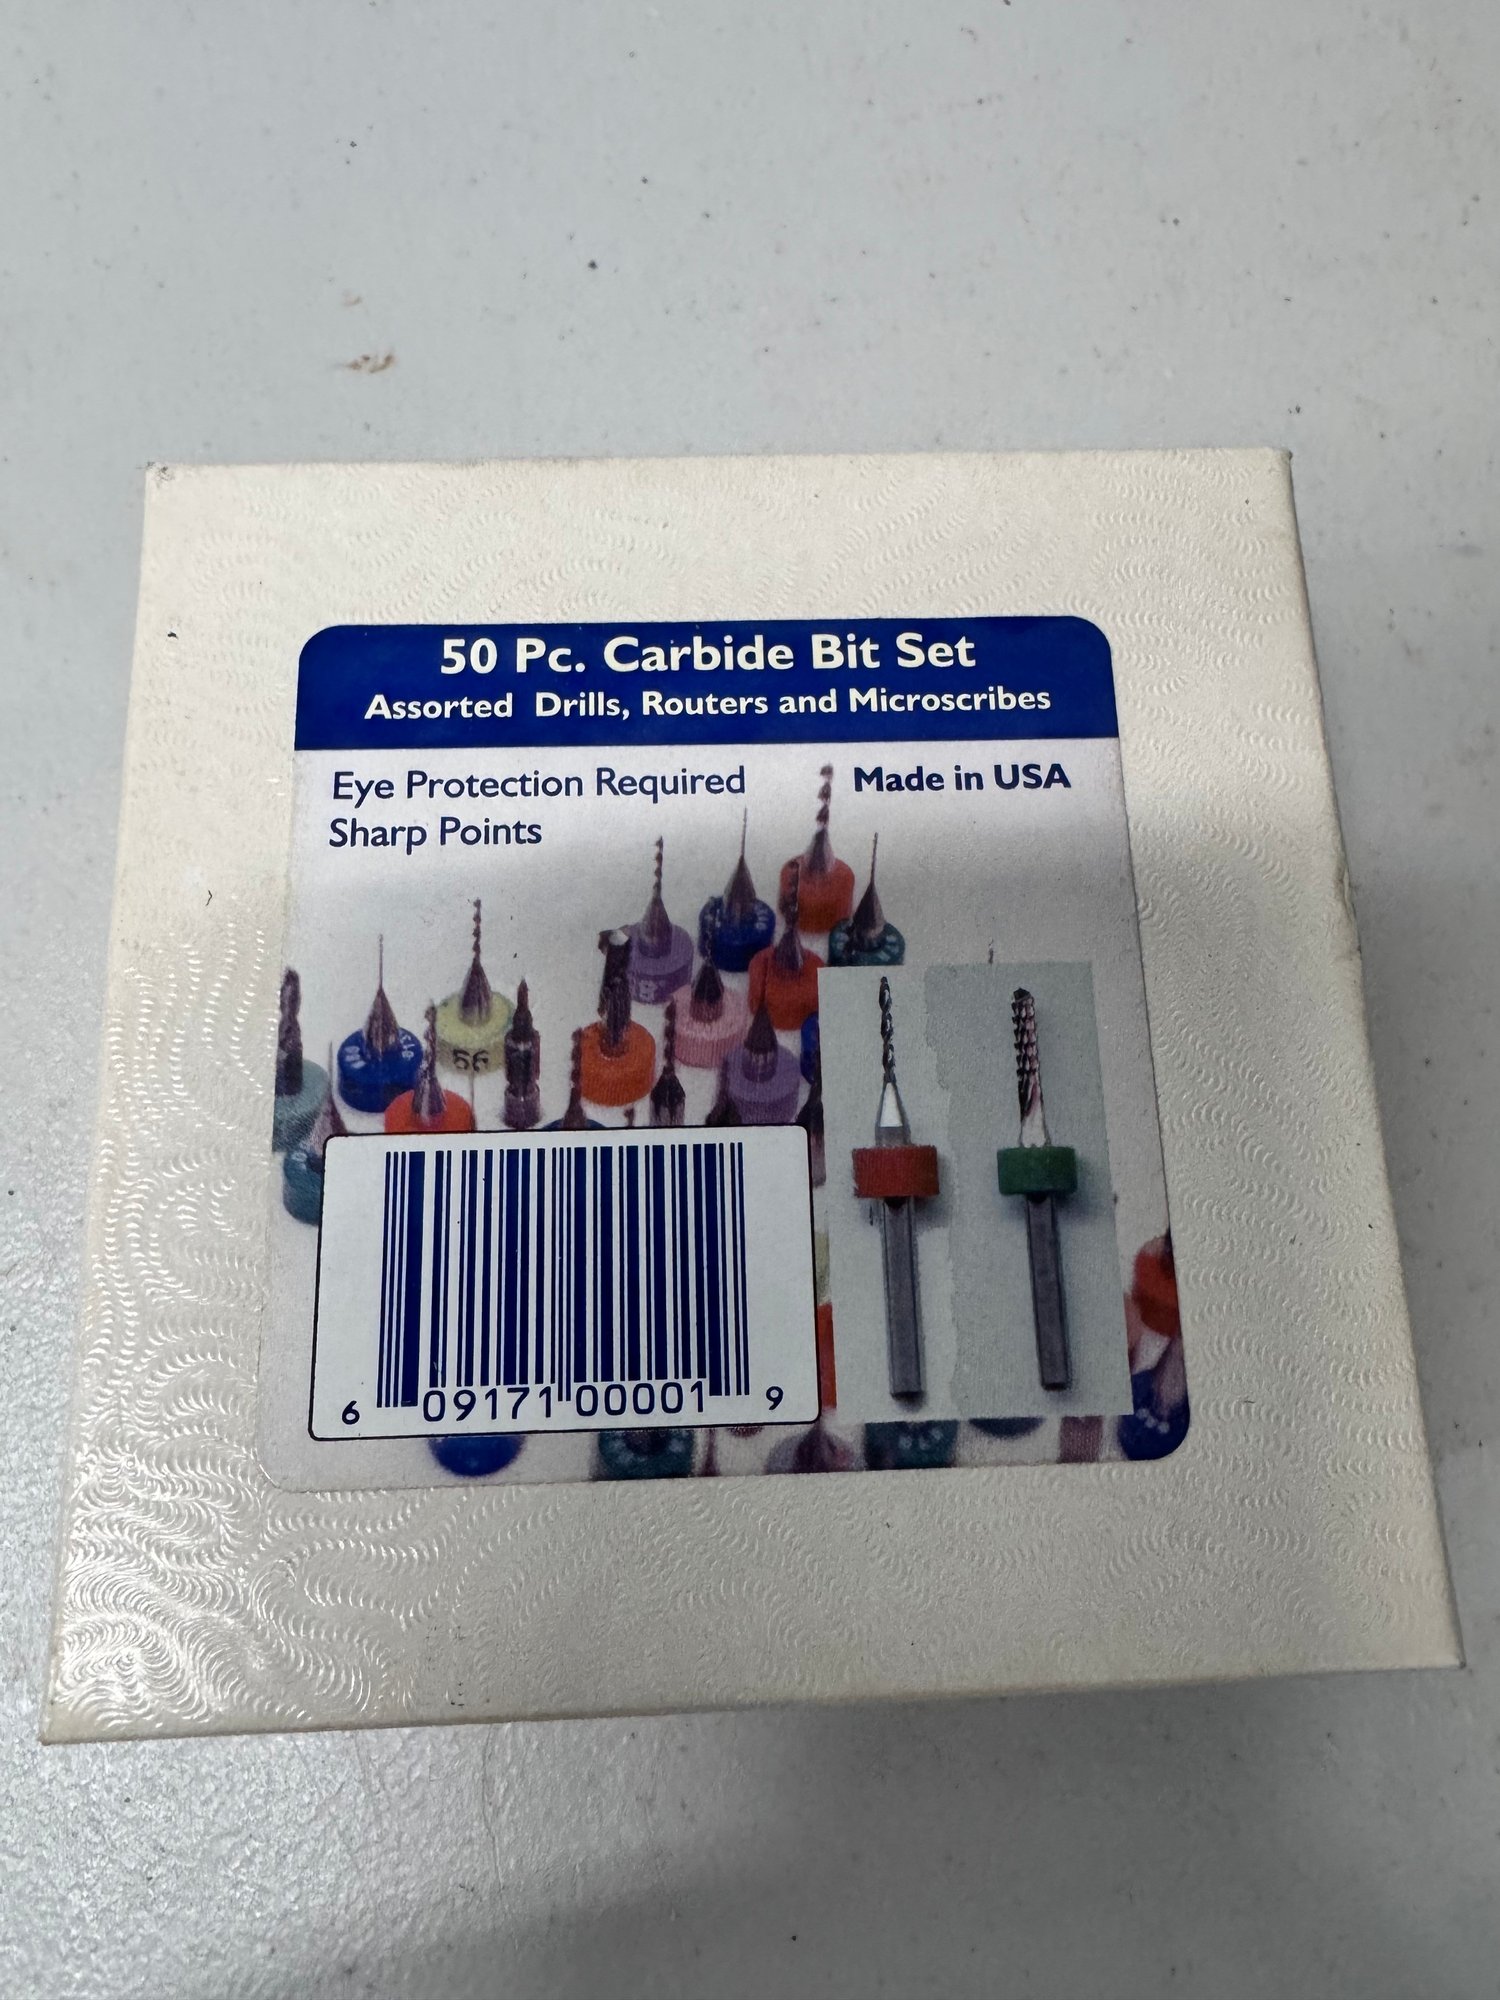 50 Pc. Carbide Bit Set
Assorted Drills, Routers and Microscribes
Eye Protection Required
Made in USA
Sharp Points
56
6 09171 00001 9